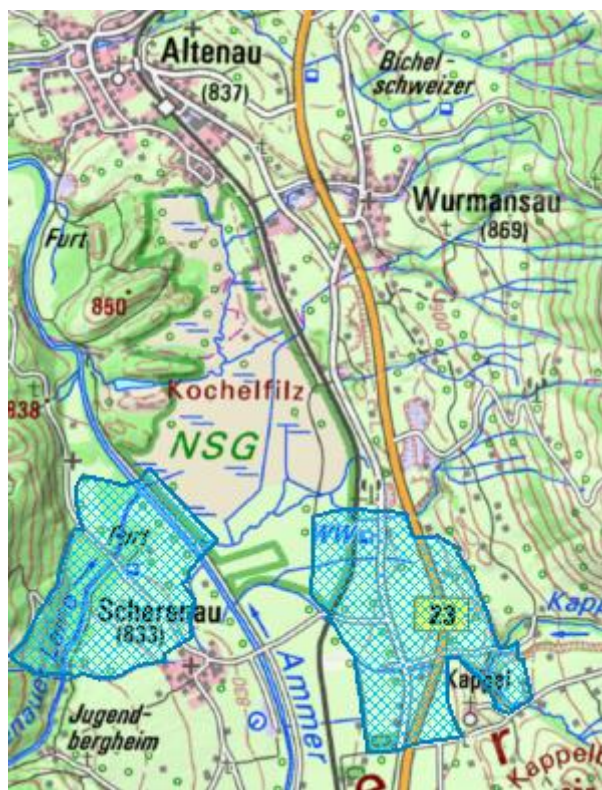 Altenau
(837)
Bichel-
schweizer
Wurmansau
(869)
Furt
850
Kochelfilz
838
NSG
Furt
WW
23
Scherenau
(833)
Kappel
Ammer
Jugend-
bergheim
e
r